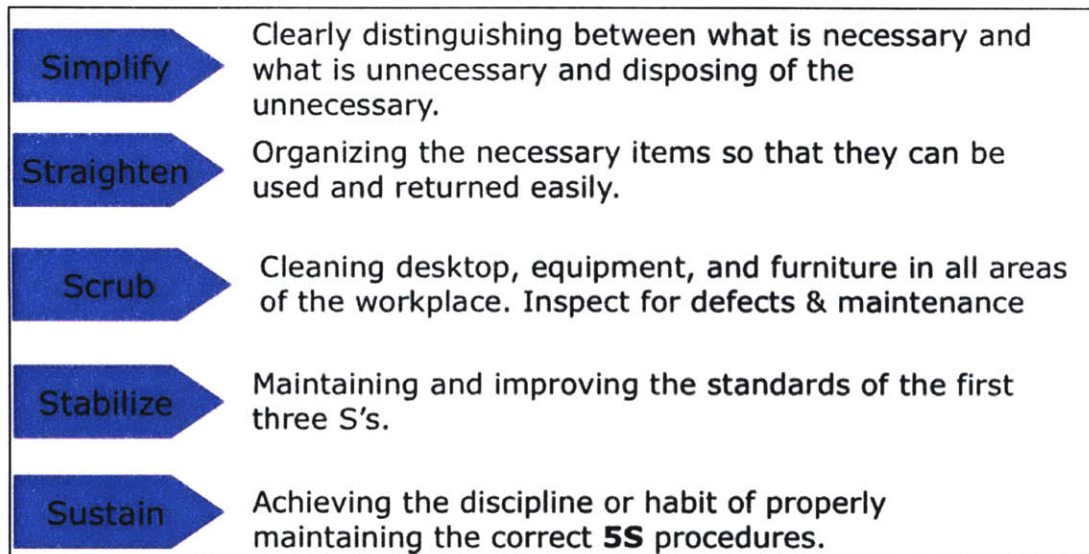 Simplify
Clearly distinguishing between what is necessary and
what is unnecessary and disposing of the
unnecessary.
Straighten
Organizing the necessary items so that they can be
used and returned easily.
Scrub
Cleaning desktop, equipment, and furniture in all areas
of the workplace. Inspect for defects & maintenance
Stabilize
Maintaining and improving the standards of the first
three S's.
Sustain
Achieving the discipline or habit of properly
maintaining the correct 5S procedures.